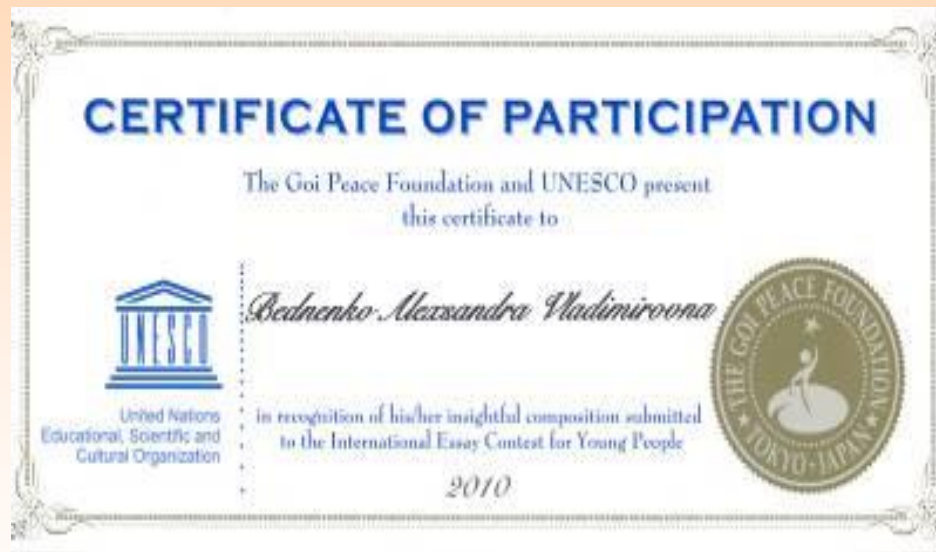 CERTIFICATE OF PARTICIPATION
The Goi Peace Foundation and UNESCO present
this certificate to
Bednenko Alexsandra Vladimirovna
UNESCO
United Nations
Educational, Scientific and
Cultural Organization
in recognition of his/her insightful composition submitted
to the International Essay Contest for Young People
2010
THE GOI PEACE FOUNDATION
TOKYO - JAPAN